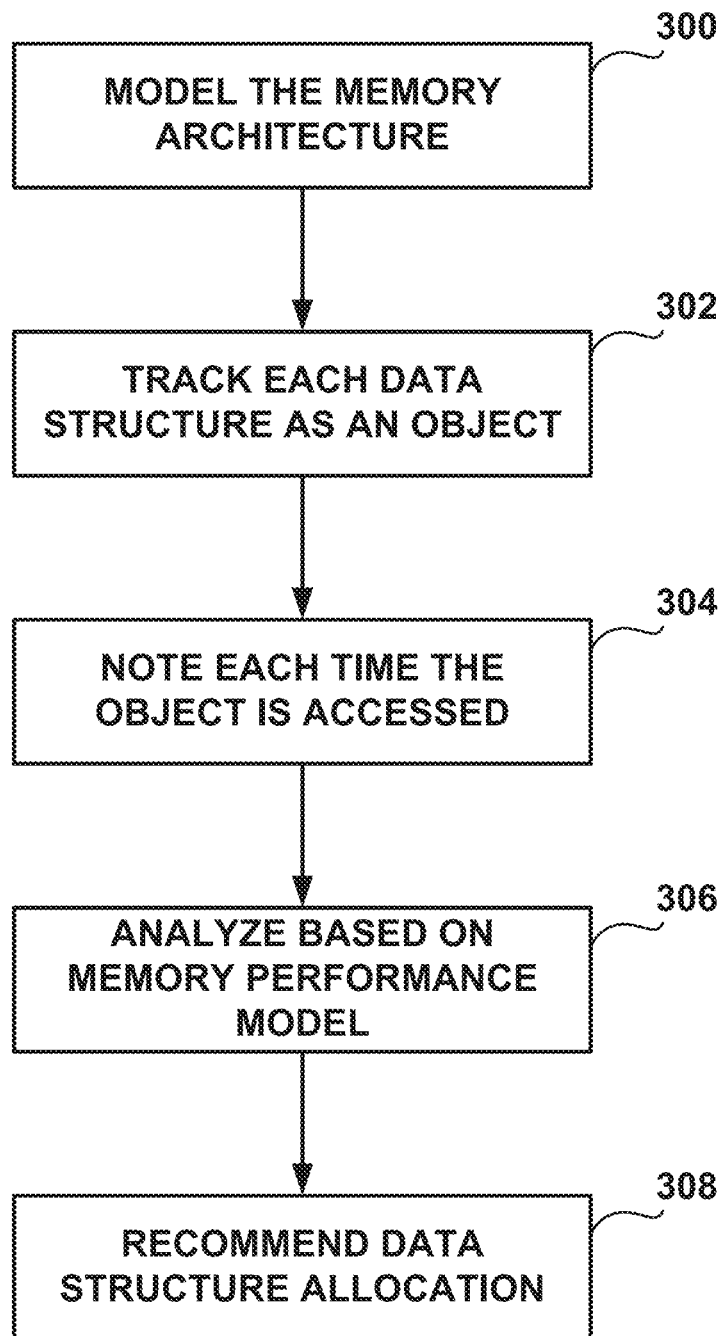 300
MODEL THE MEMORY
ARCHITECTURE
302
TRACK EACH DATA
STRUCTURE AS AN OBJECT
304
NOTE EACH TIME THE
OBJECT IS ACCESSED
306
ANALYZE BASED ON
MEMORY PERFORMANCE
MODEL
308
RECOMMEND DATA
STRUCTURE ALLOCATION